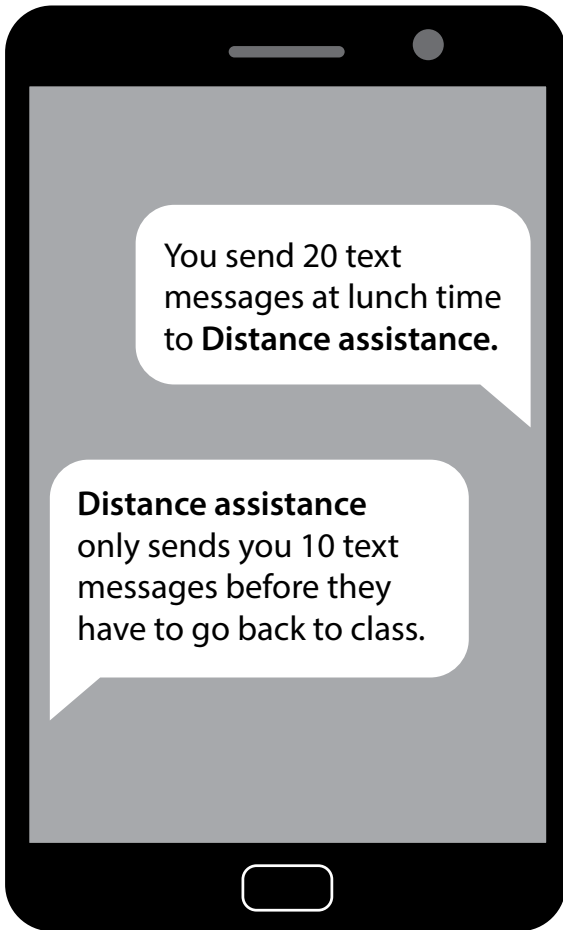 You send 20 text
messages at lunch time
to Distance assistance.
Distance assistance
only sends you 10 text
messages before they
have to go back to class.